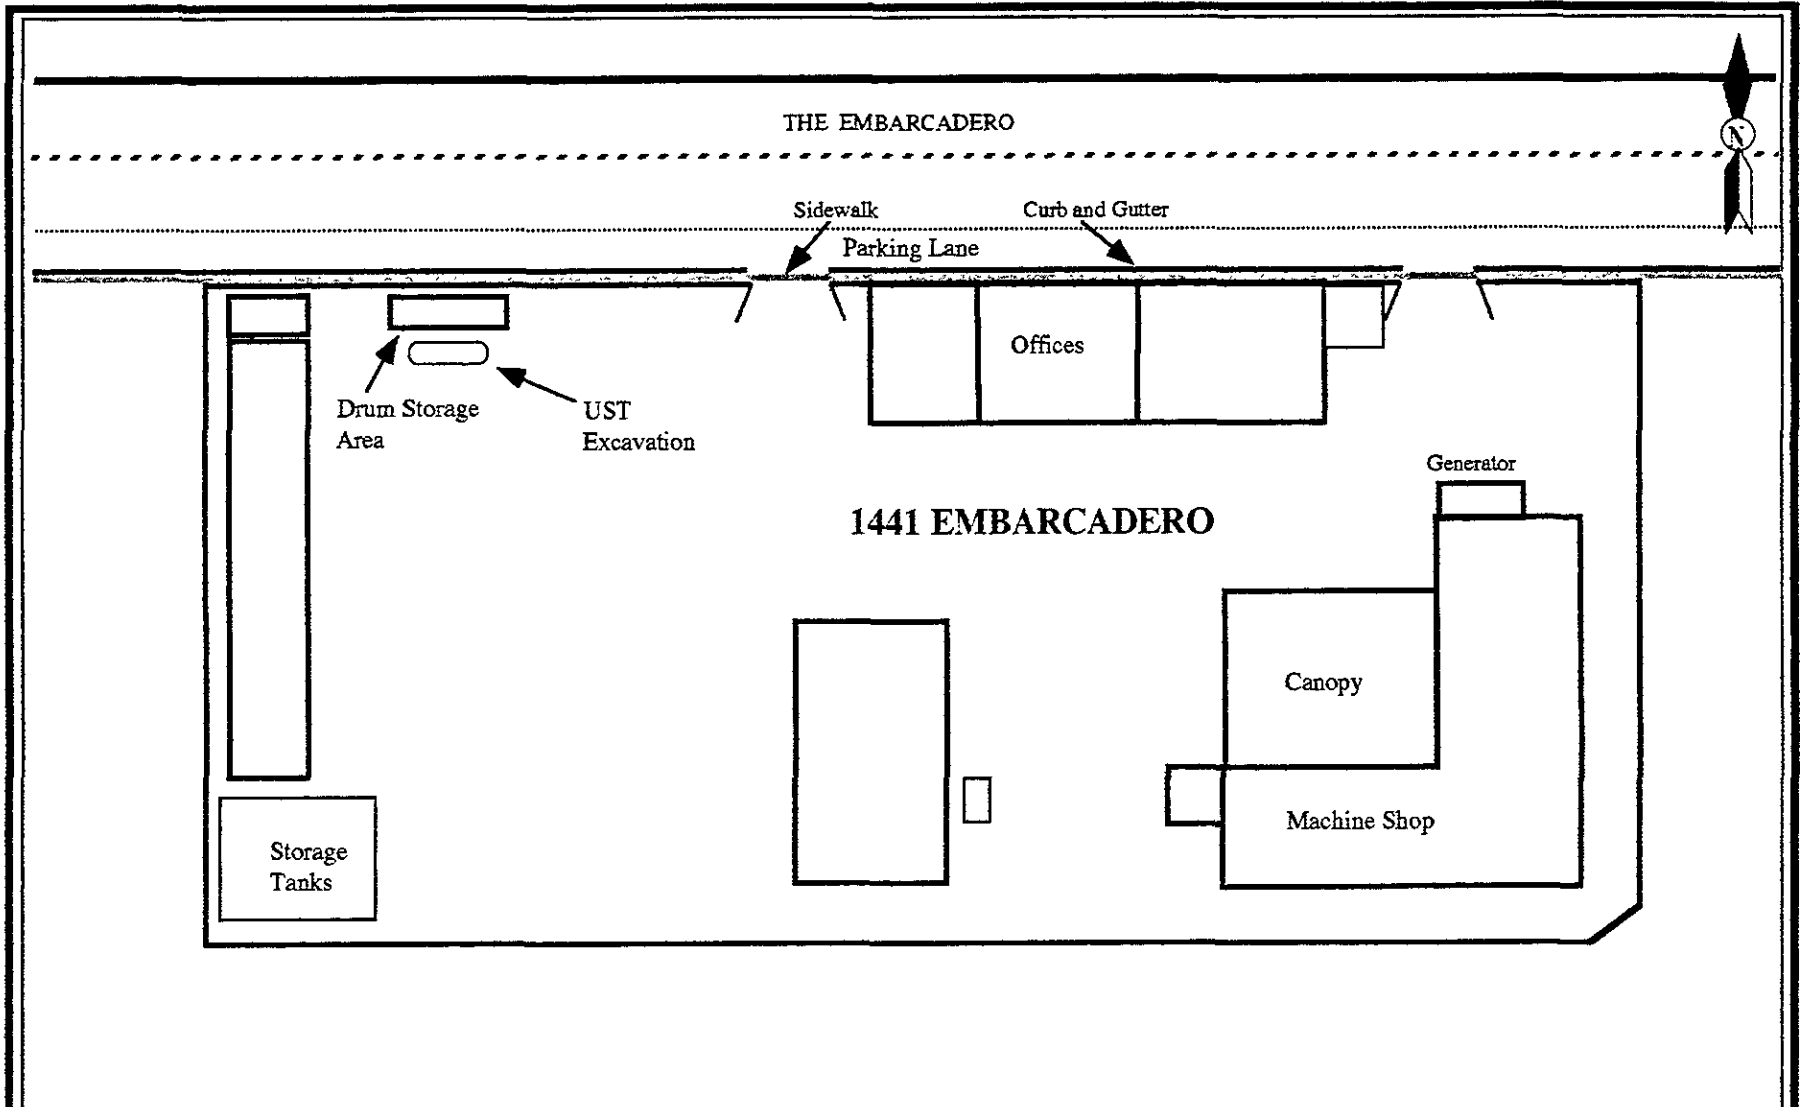 THE EMBARCADERO
N
Sidewalk
Curb and Gutter
Parking Lane
Offices
Drum Storage
Area
UST
Excavation
Generator
1441 EMBARCADERO
Canopy
Machine Shop
Storage
Tanks